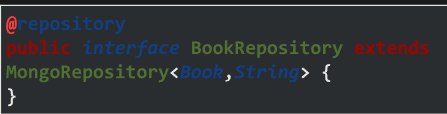 @repository
public interface BookRepository extends
MongoRepository<Book,String> {
}